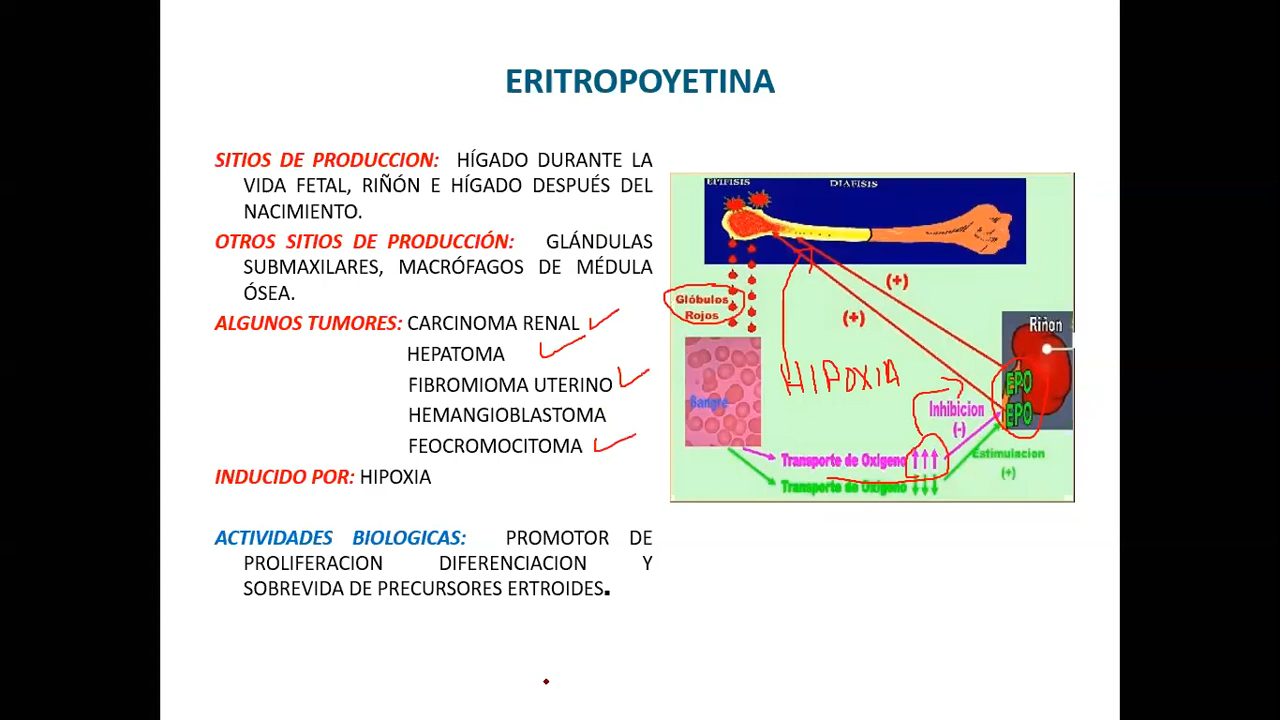 ERITROPOYETINA
SITIOS DE PRODUCCION: HÍGADO DURANTE LA
VIDA FETAL, RIÑÓN E HÍGADO DESPUÉS DEL
NACIMIENTO.
OTROS SITIOS DE PRODUCCIÓN: GLÁNDULAS
SUBMAXILARES, MACRÓFAGOS DE MÉDULA
ÓSEA.
ALGUNOS TUMORES: CARCINOMA RENAL
HEPATOMA
FIBROMIOMA UTERINO
HEMANGIOBLASTOMA
FEOCROMOCITOMA
INDUCIDO POR: HIPOXIA
ACTIVIDADES BIOLOGICAS: PROMOTOR DE
PROLIFERACION DIFERENCIACION Y
SOBREVIDA DE PRECURSORES ERTROIDES.
EPIFISIS DIAFISIS
(+)
Glóbulos
Rojos
(+)
Riñon
HIPOXIA
EPO
EPO
Sangre
Inhibicion
(-)
Transporte de Oxigeno
Estimulacion
(+)
Transporte de Oxigeno